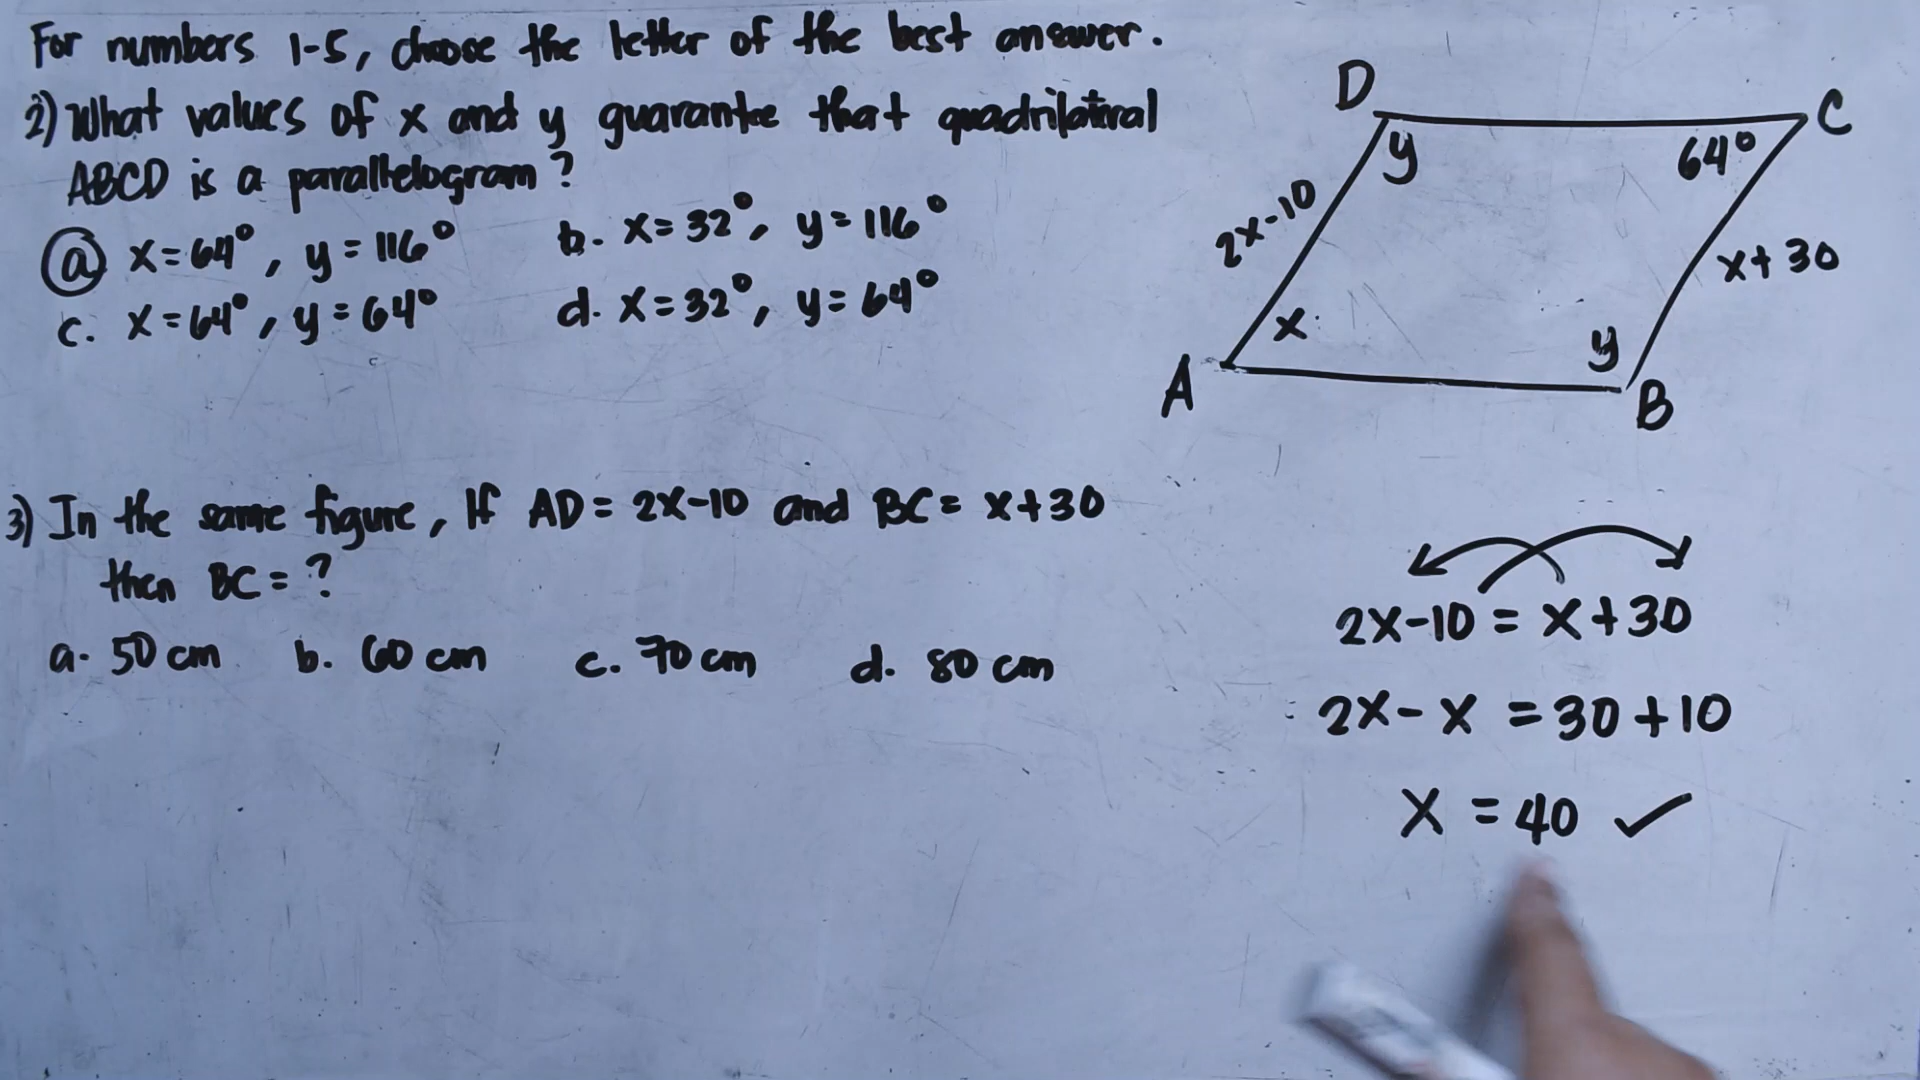 For numbers 1-5, choose the letter of the best answer.
2) What values of x and y guarantee that quadrilateral
ABCD is a parallelogram?
a x=64°, y=116° b. x=32°, y=116°
c. x=64°, y=64° d. x=32°, y=64°
D C
y 64°
2x-10
x+30
x y
A B
3) In the same figure, If AD=2x-10 and BC= x+30
then BC=?
a. 50 cm b. 60 cm c. 70 cm d. 80 cm
2x-10 = x+30
2x- x = 30+10
x = 40 ✓